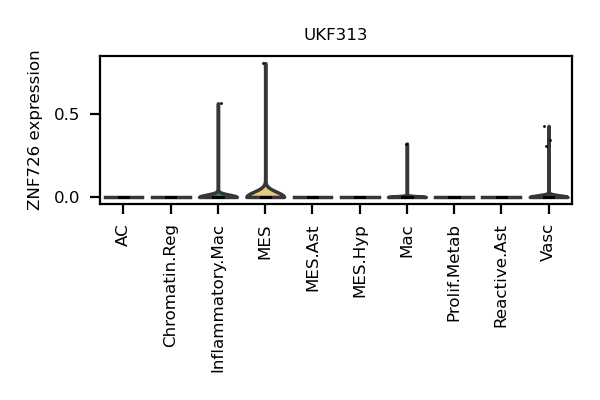 UKF313
ZNF726 expression
0.5
0.0
AC
Chromatin.Reg
Inflammatory.Mac
MES
MES.Ast
MES.Hyp
Mac
Prolif.Metab
Reactive.Ast
Vasc